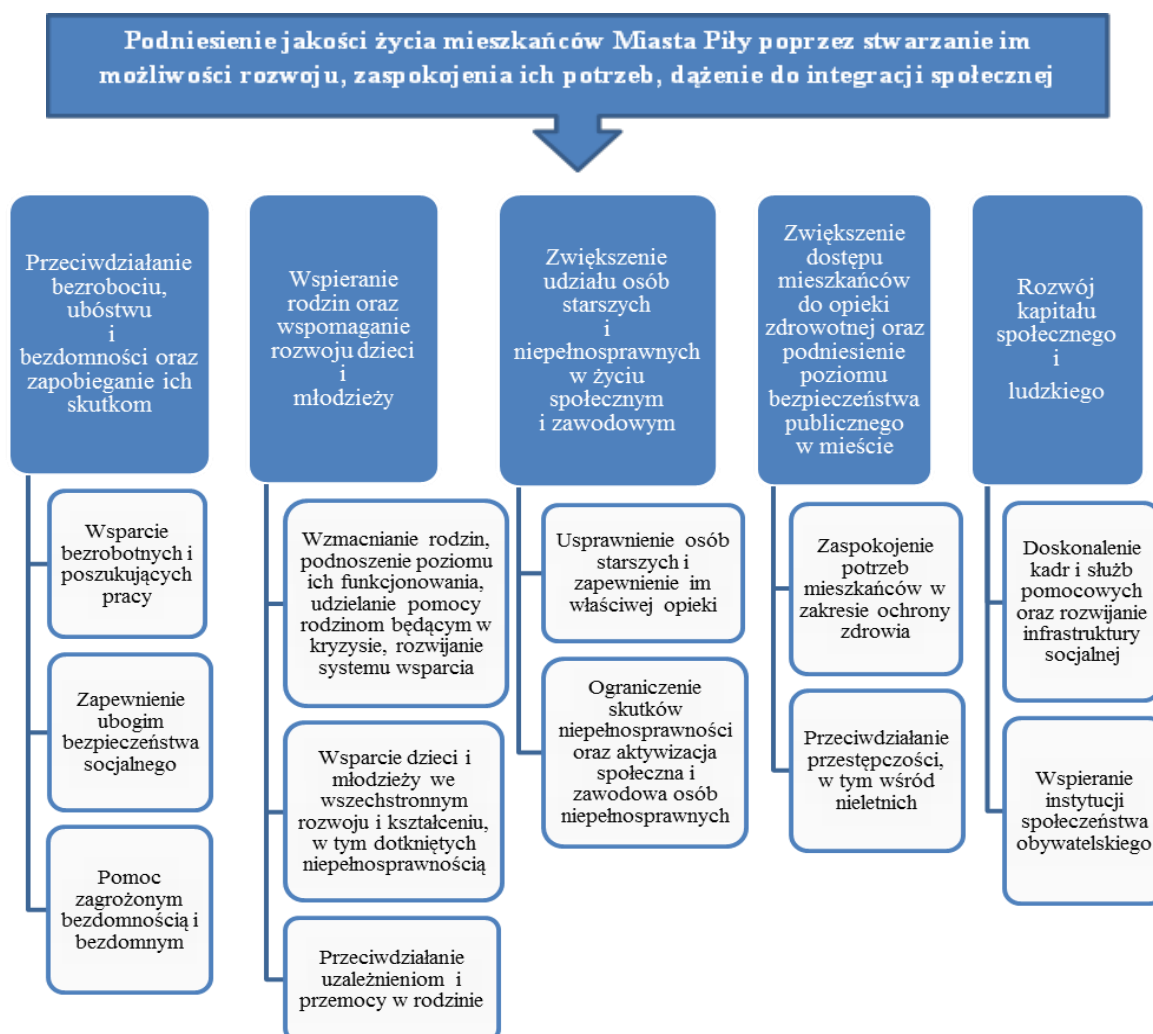 Podniesienie jakości życia mieszkańców Miasta Piły poprzez stwarzanie im
możliwości rozwoju, zaspokojenia ich potrzeb, dążenie do integracji społecznej
Przeciwdziałanie
bezrobociu,
ubóstwu
i
bezdomności oraz
zapobieganie ich
skutkom
Wsparcie
bezrobotnych i
poszukujących
pracy
Zapewnienie
ubogim
bezpieczeństwa
socjalnego
Pomoc
zagrożonym
bezdomnością i
bezdomnym
Wspieranie
rodzin oraz
wspomaganie
rozwoju dzieci
i
młodzieży
Wzmacnianie rodzin,
podnoszenie poziomu
ich funkcjonowania,
udzielanie pomocy
rodzinom będącym w
kryzysie, rozwijanie
systemu wsparcia
Wsparcie dzieci i
młodzieży we
wszechstronnym
rozwoju i kształceniu,
w tym dotkniętych
niepełnosprawnością
Przeciwdziałanie
uzależnieniom i
przemocy w rodzinie
Zwiększenie
udziału osób
starszych
i
niepełnosprawnych
w życiu
społecznym
i zawodowym
Usprawnienie osób
starszych i
zapewnienie im
właściwej opieki
Ograniczenie
skutków
niepełnosprawności
oraz aktywizacja
społeczna i
zawodowa osób
niepełnosprawnych
Zwiększenie
dostępu
mieszkańców
do opieki
zdrowotnej oraz
podniesienie
poziomu
bezpieczeństwa
publicznego
w mieście
Zaspokojenie
potrzeb
mieszkańców w
zakresie ochrony
zdrowia
Przeciwdziałanie
przestępczości,
w tym wśród
nieletnich
Rozwój
kapitału
społecznego
i
ludzkiego
Doskonalenie
kadr i służb
pomocowych
oraz rozwijanie
infrastruktury
socjalnej
Wspieranie
instytucji
społeczeństwa
obywatelskiego